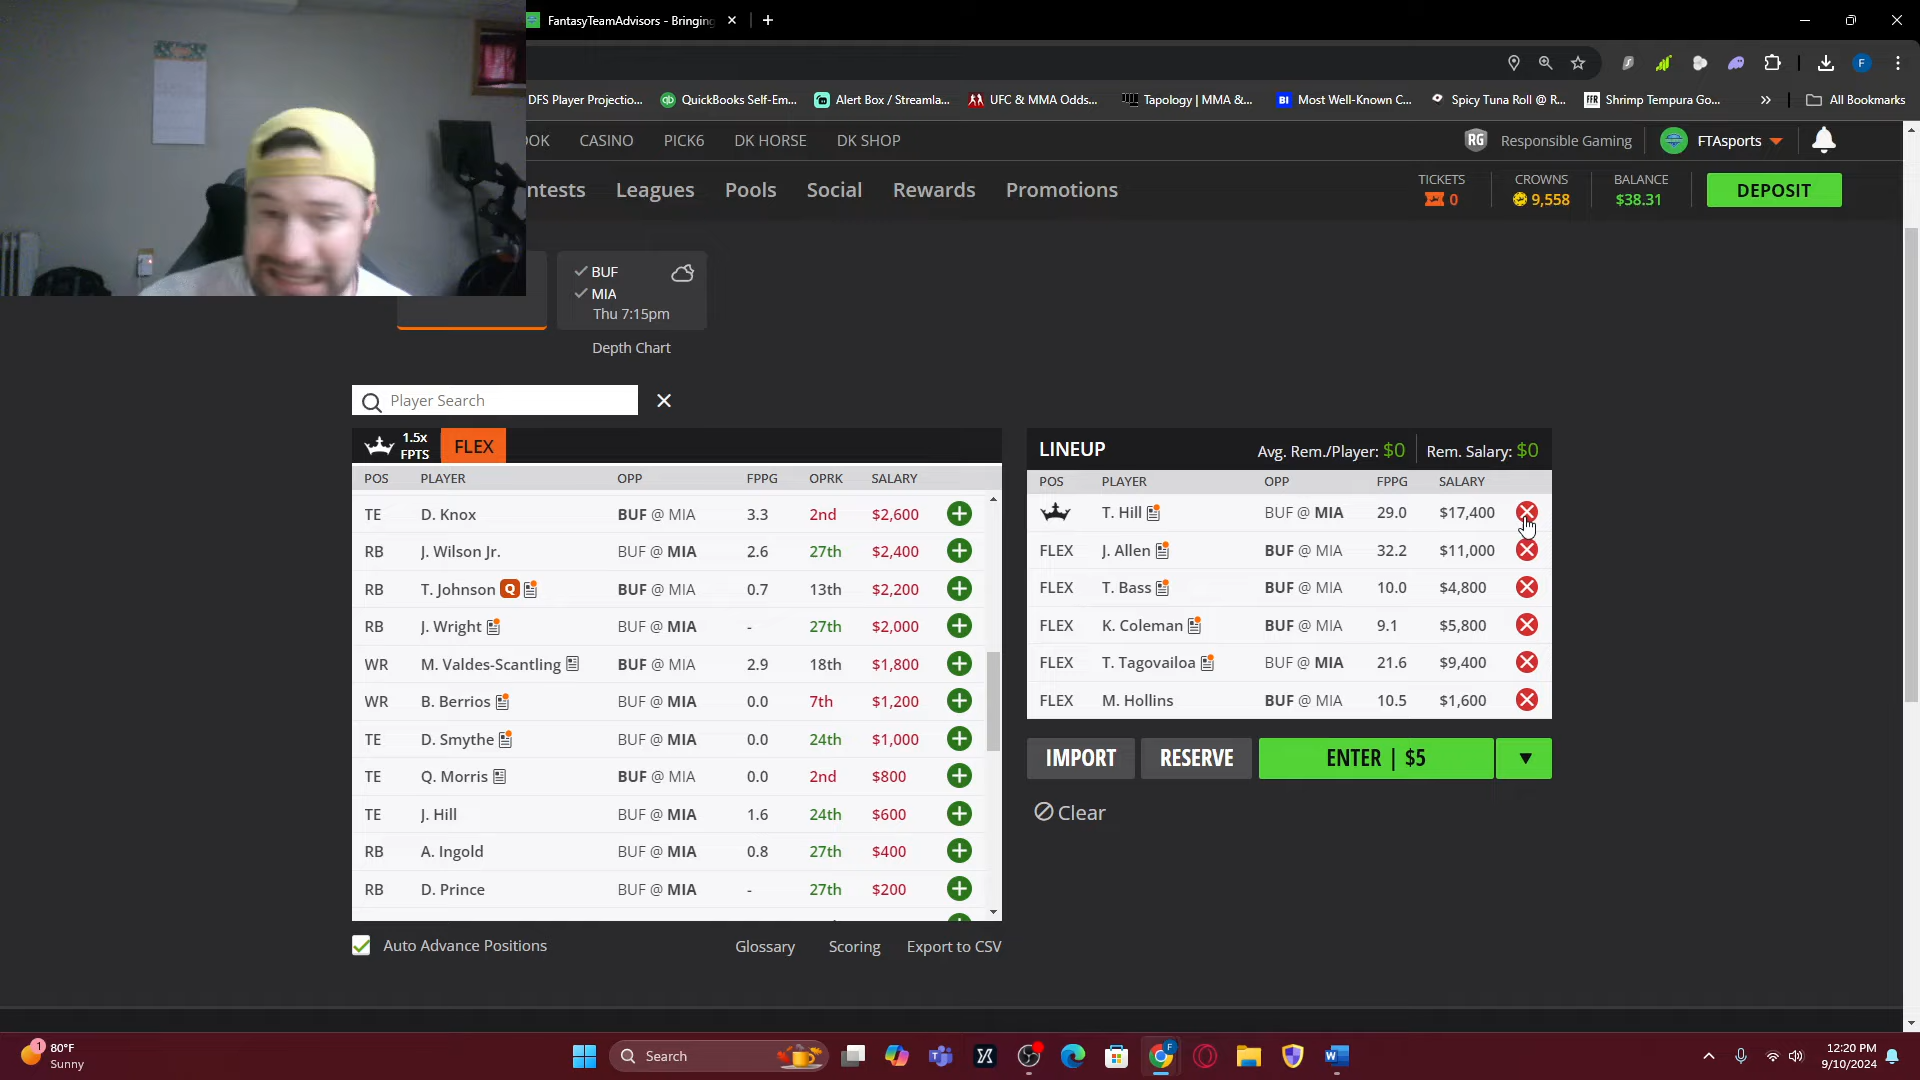 FantasyTeamAdvisors - Bringing
DFS Player Projectio...
QuickBooks Self-Em...
Alert Box / Streamla...
UFC & MMA Odds...
Tapology | MMA &...
Most Well-Known C...
Spicy Tuna Roll @ R...
Shrimp Tempura Go...
»
All Bookmarks
OOK CASINO PICK6 DK HORSE DK SHOP
RG Responsible Gaming FTAsports
ntests Leagues Pools Social Rewards Promotions
TICKETS CROWNS BALANCE
0 9,558 $38.31
DEPOSIT
BUF
MIA
Thu 7:15pm
Depth Chart
Player Search
1.5x
FPTS
FLEX
POS PLAYER OPP FPPG OPRK SALARY
TE D. Knox BUF @ MIA 3.3 2nd $2,600
RB J. Wilson Jr. BUF @ MIA 2.6 27th $2,400
RB T. Johnson Q BUF @ MIA 0.7 13th $2,200
RB J. Wright BUF @ MIA - 27th $2,000
WR M. Valdes-Scantling BUF @ MIA 2.9 18th $1,800
WR B. Berrios BUF @ MIA 0.0 7th $1,200
TE D. Smythe BUF @ MIA 0.0 24th $1,000
TE Q. Morris BUF @ MIA 0.0 2nd $800
TE J. Hill BUF @ MIA 1.6 24th $600
RB A. Ingold BUF @ MIA 0.8 27th $400
RB D. Prince BUF @ MIA - 27th $200
Auto Advance Positions
Glossary Scoring Export to CSV
LINEUP Avg. Rem./Player: $0 Rem. Salary: $0
POS PLAYER OPP FPPG SALARY
T. Hill BUF @ MIA 29.0 $17,400
FLEX J. Allen BUF @ MIA 32.2 $11,000
FLEX T. Bass BUF @ MIA 10.0 $4,800
FLEX K. Coleman BUF @ MIA 9.1 $5,800
FLEX T. Tagovailoa BUF @ MIA 21.6 $9,400
FLEX M. Hollins BUF @ MIA 10.5 $1,600
IMPORT RESERVE ENTER | $5
Clear
1
80°F
Sunny
Search
12:20 PM
9/10/2024